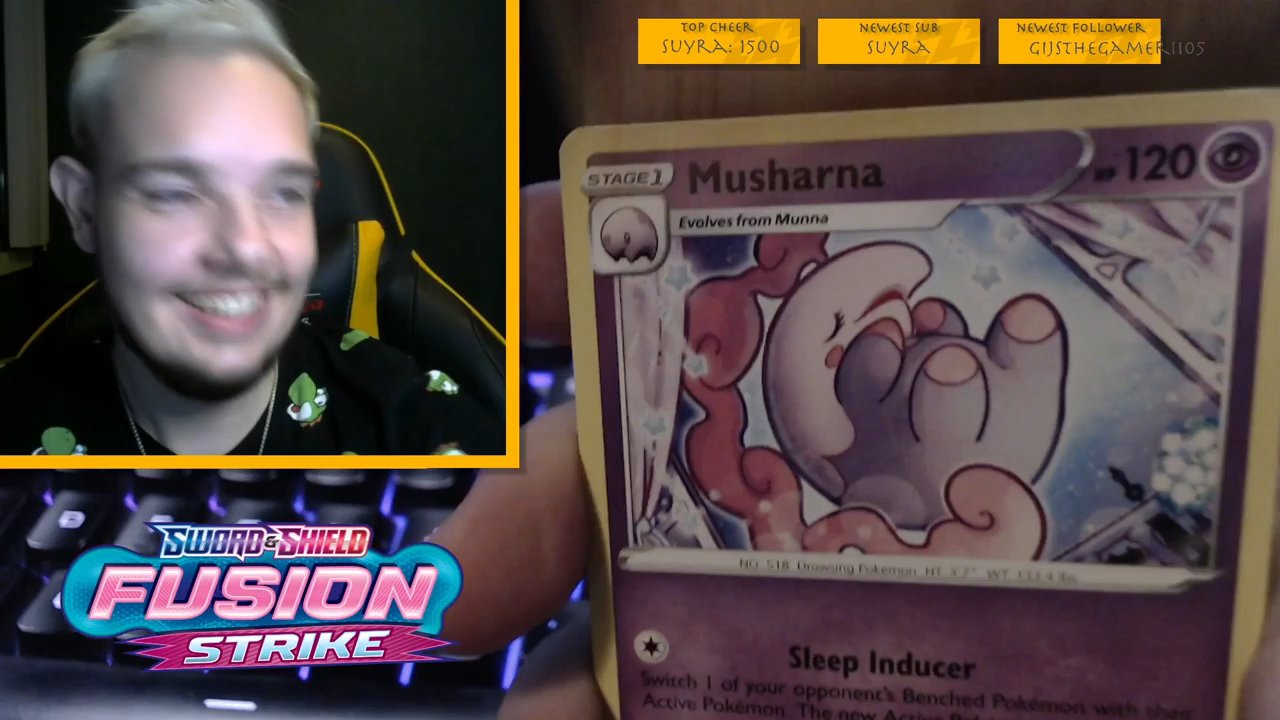 TOP CHEER
SUYRA: 1500
NEWEST SUB
SUYRA
NEWEST FOLLOWER
GIJSTHEGAMER1105
STAGE 1
Musharna
HP 120
Evolves from Munna
NO. 518 Drowsing Pokémon HT: 3'7" WT: 133.4 lbs.
Sleep Inducer
Switch 1 of your opponent's Benched Pokémon with their
Active Pokémon. The new Active
SWORD & SHIELD
FUSION
STRIKE